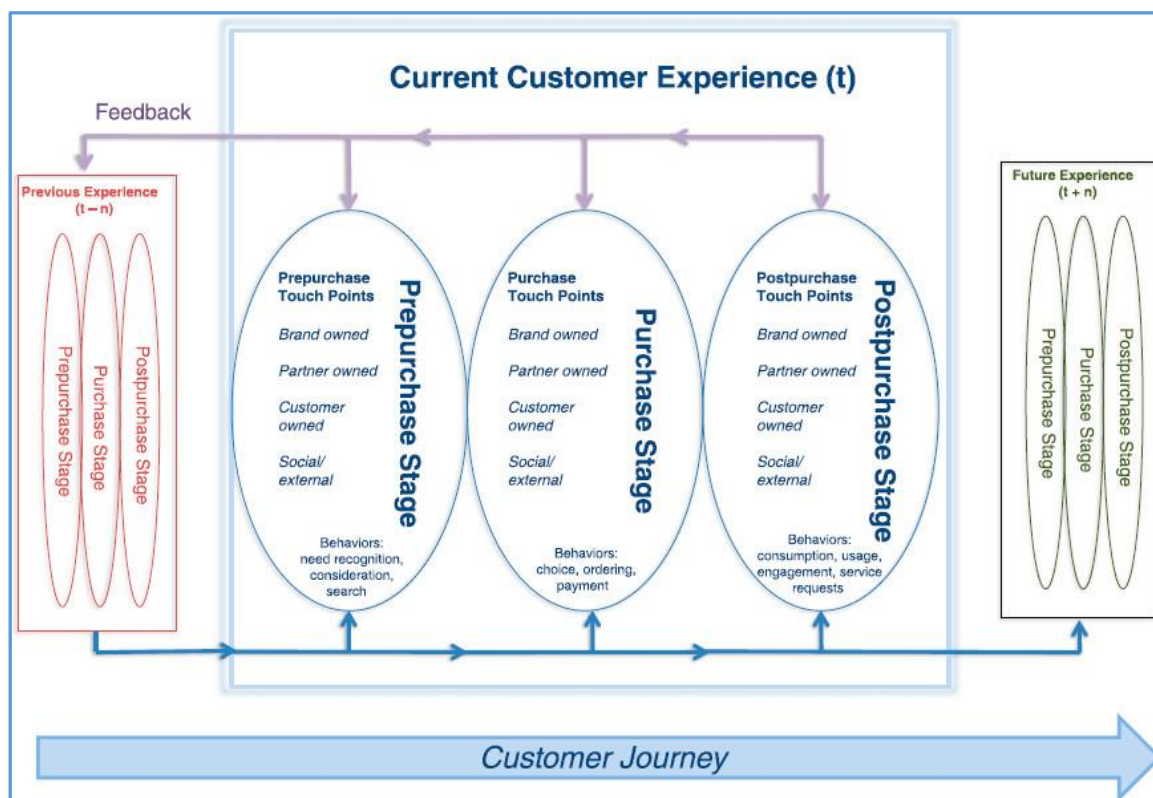 Current Customer Experience (t)
Feedback
Previous Experience
(t – n)
Prepurchase Stage
Purchase Stage
Postpurchase Stage
Prepurchase
Touch Points
Brand owned
Partner owned
Customer
owned
Social/
external
Behaviors:
need recognition,
consideration,
search
Prepurchase Stage
Purchase
Touch Points
Brand owned
Partner owned
Customer
owned
Social/
external
Behaviors:
choice, ordering,
payment
Purchase Stage
Postpurchase
Touch Points
Brand owned
Partner owned
Customer
owned
Social/
external
Behaviors:
consumption, usage,
engagement, service
requests
Postpurchase Stage
Future Experience
(t + n)
Prepurchase Stage
Purchase Stage
Postpurchase Stage
Customer Journey